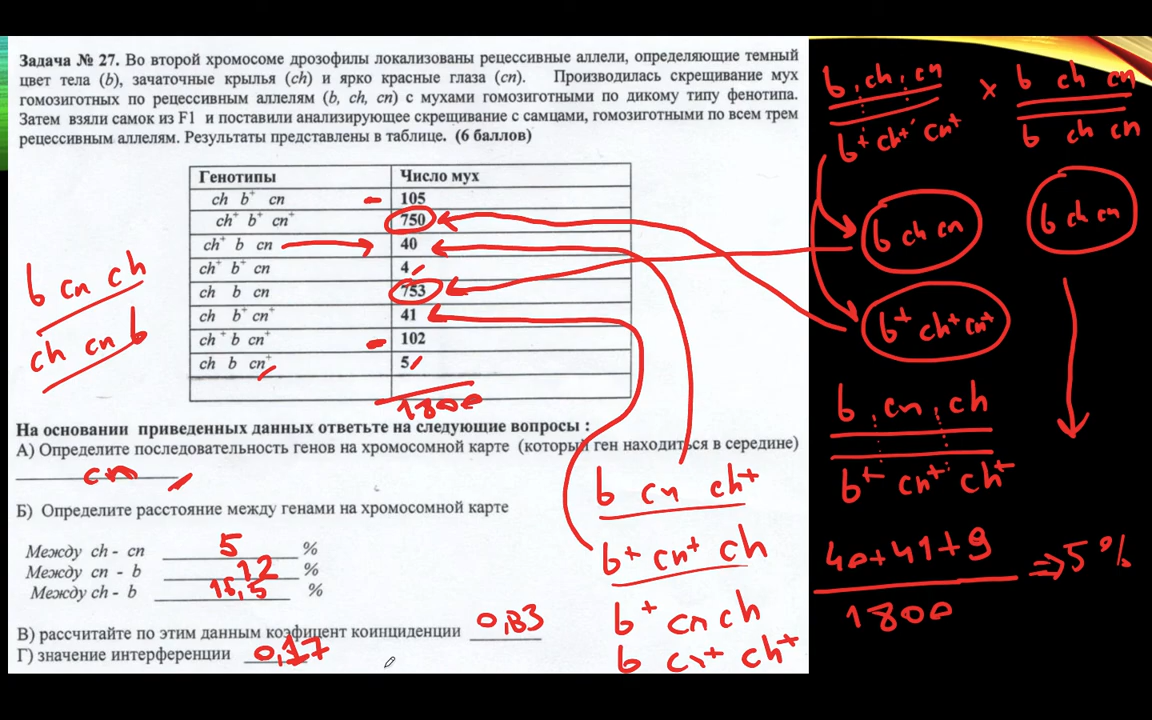 Задача № 27. Во второй хромосоме дрозофилы локализованы рецессивные аллели, определяющие темный
цвет тела (b), зачаточные крылья (ch) и ярко красные глаза (cn). Производилась скрещивание мух
гомозиготных по рецессивным аллелям (b, ch, cn) с мухами гомозиготными по дикому типу фенотипа.
Затем взяли самок из F1 и поставили анализирующее скрещивание с самцами, гомозиготными по всем трем
рецессивным аллелям. Результаты представлены в таблице. (6 баллов)
Генотипы Число мух
ch b+ cn 105
ch+ b+ cn+ 750
ch+ b cn 40
ch+ b+ cn 4
ch b cn 753
ch b+ cn+ 41
ch+ b cn+ 102
ch b cn+ 5
1800
b cn ch
ch cn b
На основании приведенных данных ответьте на следующие вопросы :
А) Определите последовательность генов на хромосомной карте (который ген находиться в середине)
cn
Б) Определите расстояние между генами на хромосомной карте
Между ch - cn 5 %
Между cn - b 12 %
Между ch - b 16,5 %
В) рассчитайте по этим данным коэфицент коинциденции 0,83
Г) значение интерференции 0,17
b cn ch+
b+ cn+ ch
b+ cn ch
b cn+ ch+
b, ch, cn x b ch cn
b+ ch+ cn+ b ch cn
b ch cn b ch cn
b+ ch+ cn+
b, cn, ch
b+ cn+ ch+
40+41+9 => 5%
1800